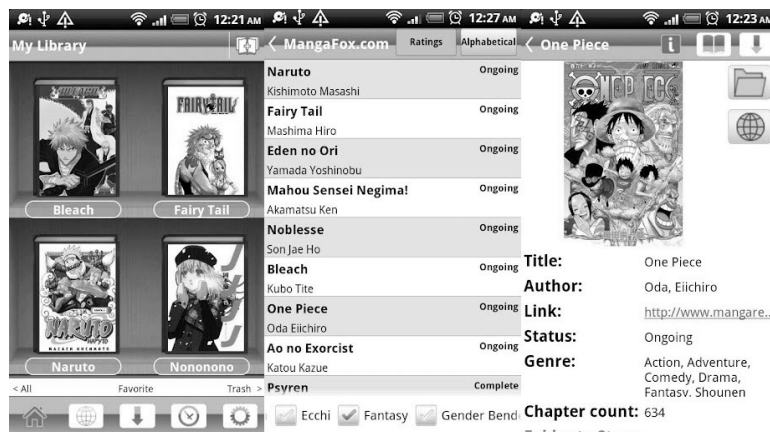 12:21 AM
My Library
BLEACH
FAIRY TAIL
Bleach
Fairy Tail
NARUTO
Naruto
Nononono
< All
Favorite
Trash >
12:27 AM
< MangaFox.com
Ratings
Alphabetical
Naruto
Ongoing
Kishimoto Masashi
Fairy Tail
Ongoing
Mashima Hiro
Eden no Ori
Ongoing
Yamada Yoshinobu
Mahou Sensei Negima!
Ongoing
Akamatsu Ken
Noblesse
Ongoing
Son Jae Ho
Bleach
Ongoing
Kubo Tite
One Piece
Ongoing
Oda Eiichiro
Ao no Exorcist
Ongoing
Katou Kazue
Psyren
Complete
Ecchi
Fantasy
Gender Bend
12:23 AM
< One Piece
ONE PIECE
Title: One Piece
Author: Oda, Eiichiro
Link: http://www.mangare...
Status: Ongoing
Genre: Action, Adventure,
Comedy, Drama,
Fantasy, Shounen
Chapter count: 634